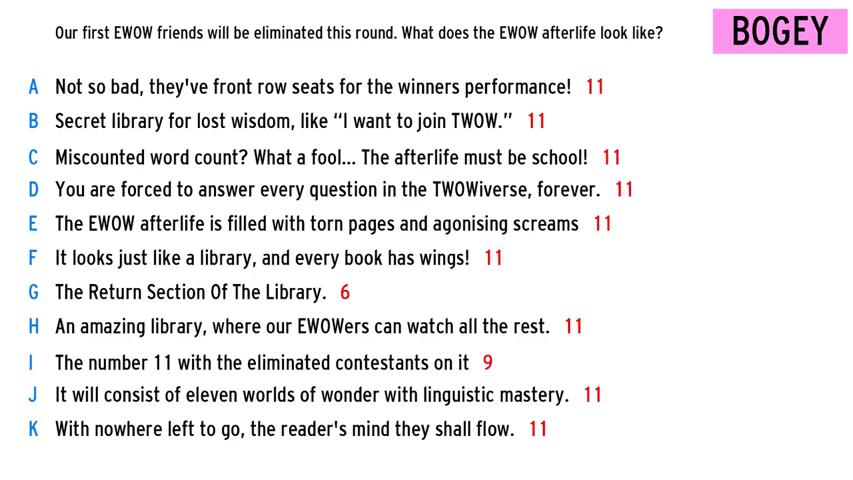 Our first EWOW friends will be eliminated this round. What does the EWOW afterlife look like?
BOGEY
A Not so bad, they've front row seats for the winners performance! 11
B Secret library for lost wisdom, like “I want to join TWOW.” 11
C Miscounted word count? What a fool... The afterlife must be school! 11
D You are forced to answer every question in the TWOWiverse, forever. 11
E The EWOW afterlife is filled with torn pages and agonising screams 11
F It looks just like a library, and every book has wings! 11
G The Return Section Of The Library. 6
H An amazing library, where our EWOWers can watch all the rest. 11
I The number 11 with the eliminated contestants on it 9
J It will consist of eleven worlds of wonder with linguistic mastery. 11
K With nowhere left to go, the reader's mind they shall flow. 11